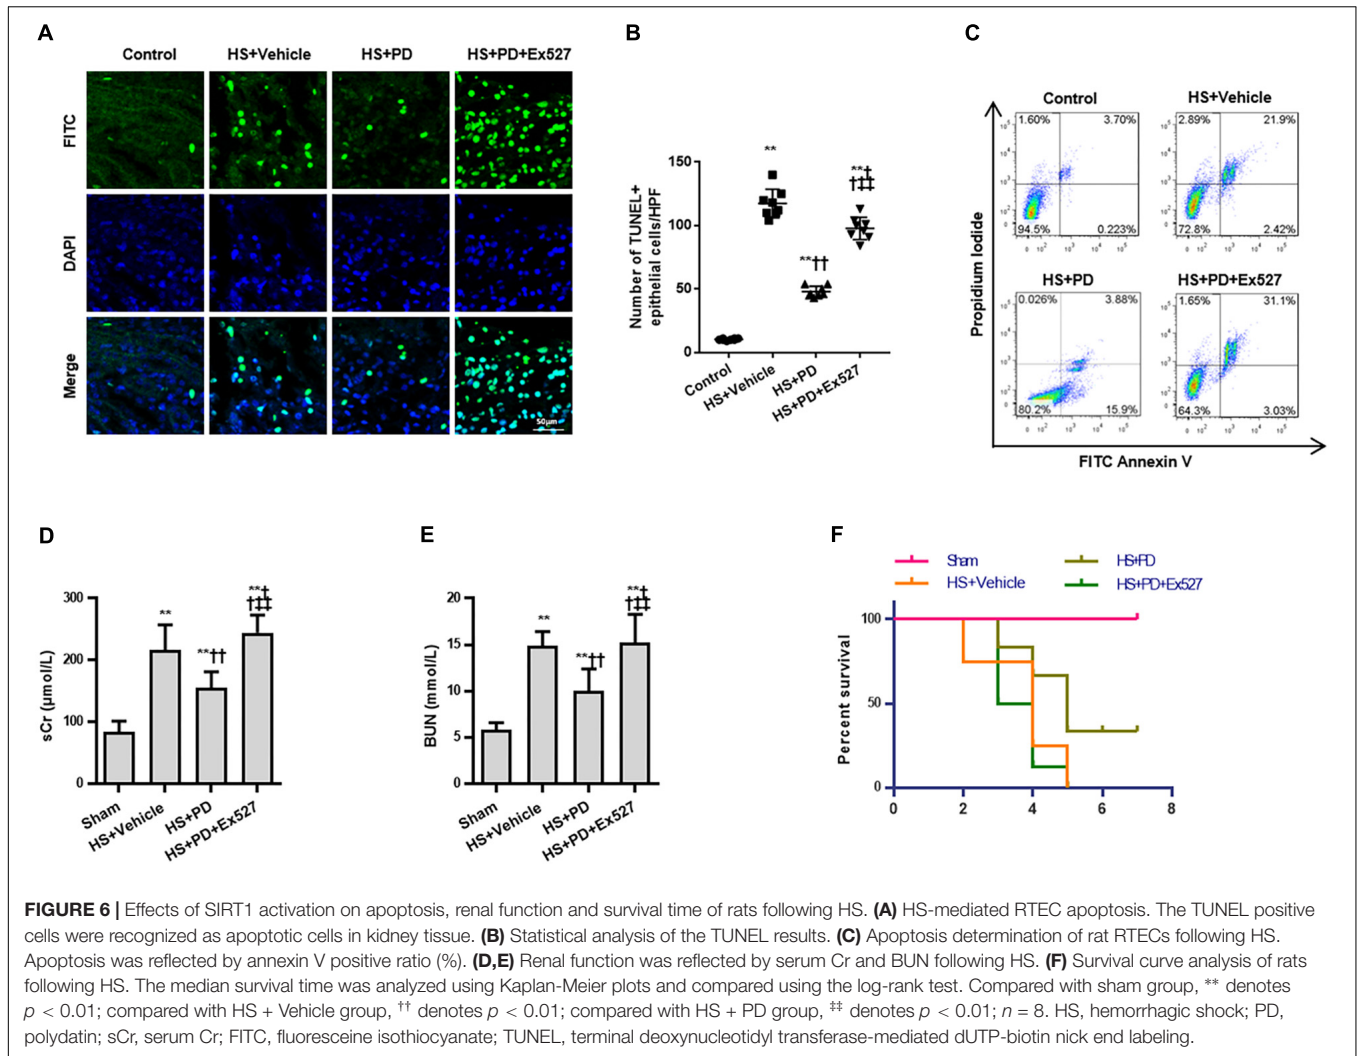 A
Control
HS+Vehicle
HS+PD
HS+PD+Ex527
FITC
DAPI
Merge
50μm
B
Number of TUNEL+
epithelial cells/HPF
150
100
50
0
**
**††
**‡
†‡‡
Control
HS+Vehicle
HS+PD
HS+PD+Ex527
C
Propidium Iodide
Control
1.60%
3.70%
94.5%
0.223%
HS+Vehicle
2.89%
21.9%
72.8%
2.42%
HS+PD
0.026%
3.88%
80.2%
15.9%
HS+PD+Ex527
1.65%
31.1%
64.3%
3.03%
FITC Annexin V
D
sCr (μmol/L)
300
200
100
0
**
**††
**‡
†‡‡
Sham
HS+Vehicle
HS+PD
HS+PD+Ex527
E
BUN (mmol/L)
20
15
10
5
0
**
**††
**‡
†‡‡
Sham
HS+Vehicle
HS+PD
HS+PD+Ex527
F
Sham
HS+PD
HS+Vehicle
HS+PD+Ex527
Percent survival
100
50
0
0 2 4 6 8
FIGURE 6 | Effects of SIRT1 activation on apoptosis, renal function and survival time of rats following HS. (A) HS-mediated RTEC apoptosis. The TUNEL positive
cells were recognized as apoptotic cells in kidney tissue. (B) Statistical analysis of the TUNEL results. (C) Apoptosis determination of rat RTECs following HS.
Apoptosis was reflected by annexin V positive ratio (%). (D,E) Renal function was reflected by serum Cr and BUN following HS. (F) Survival curve analysis of rats
following HS. The median survival time was analyzed using Kaplan-Meier plots and compared using the log-rank test. Compared with sham group, ** denotes
p < 0.01; compared with HS + Vehicle group, †† denotes p < 0.01; compared with HS + PD group, ‡‡ denotes p < 0.01; n = 8. HS, hemorrhagic shock; PD,
polydatin; sCr, serum Cr; FITC, fluoresceine isothiocyanate; TUNEL, terminal deoxynucleotidyl transferase-mediated dUTP-biotin nick end labeling.